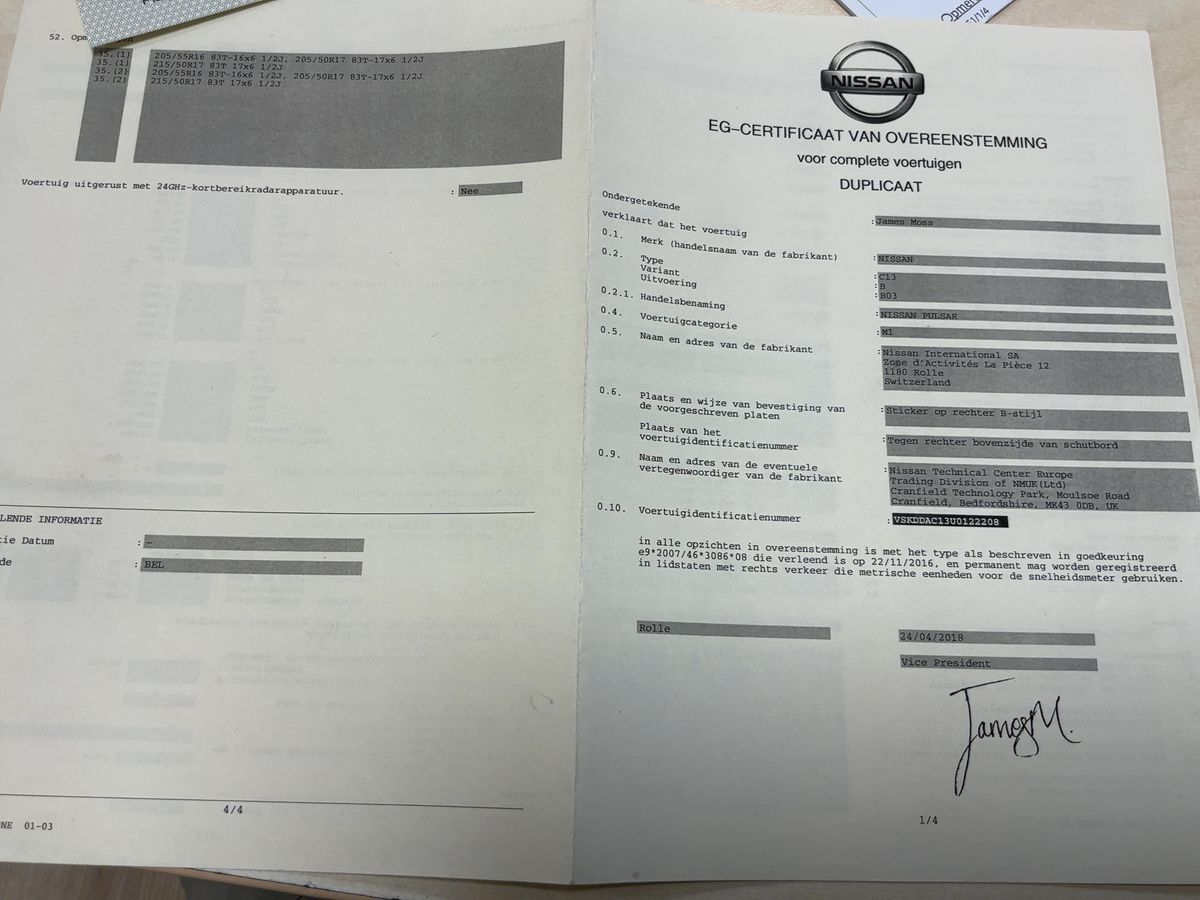 52. Opm
35.(1) 205/55R16 83T-16x6 1/2J. 205/50R17 83T-17x6 1/2J
35.(1) 215/50R17 83T 17x6 1/2J
35.(2) 205/55R16 83T-16x6 1/2J. 205/50R17 83T-17x6 1/2J
35.(2) 215/50R17 83T 17x6 1/2J
Voertuig uitgerust met 24GHz-kortbereikradarapparatuur. : Nee
LENDE INFORMATIE
tie Datum : -
de : BEL
4/4
NE 01-03
NISSAN
EG-CERTIFICAAT VAN OVEREENSTEMMING
voor complete voertuigen
DUPLICAAT
Ondergetekende : James Moss
verklaart dat het voertuig
0.1. Merk (handelsnaam van de fabrikant) : NISSAN
0.2. Type : C13
Variant : B
Uitvoering : B03
0.2.1. Handelsbenaming : NISSAN PULSAR
0.4. Voertuigcategorie : M1
0.5. Naam en adres van de fabrikant : Nissan International SA
Zone d'Activités La Pièce 12
1180 Rolle
Switzerland
0.6. Plaats en wijze van bevestiging van : Sticker op rechter B-stijl
de voorgeschreven platen
Plaats van het : Tegen rechter bovenzijde van schutbord
voertuigidentificatienummer
0.9. Naam en adres van de eventuele : Nissan Technical Center Europe
vertegenwoordiger van de fabrikant Trading Division of NMUK(Ltd)
Cranfield Technology Park, Moulsoe Road
Cranfield, Bedfordshire, MK43 0DB, UK
0.10. Voertuigidentificatienummer : VSKDDAC13U0122208
in alle opzichten in overeenstemming is met het type als beschreven in goedkeuring
e9*2007/46*3086*08 die verleend is op 22/11/2016, en permanent mag worden geregistreerd
in lidstaten met rechts verkeer die metrische eenheden voor de snelheidsmeter gebruiken.
Rolle 24/04/2018
Vice President
James M.
1/4
Opmer
1/1/4